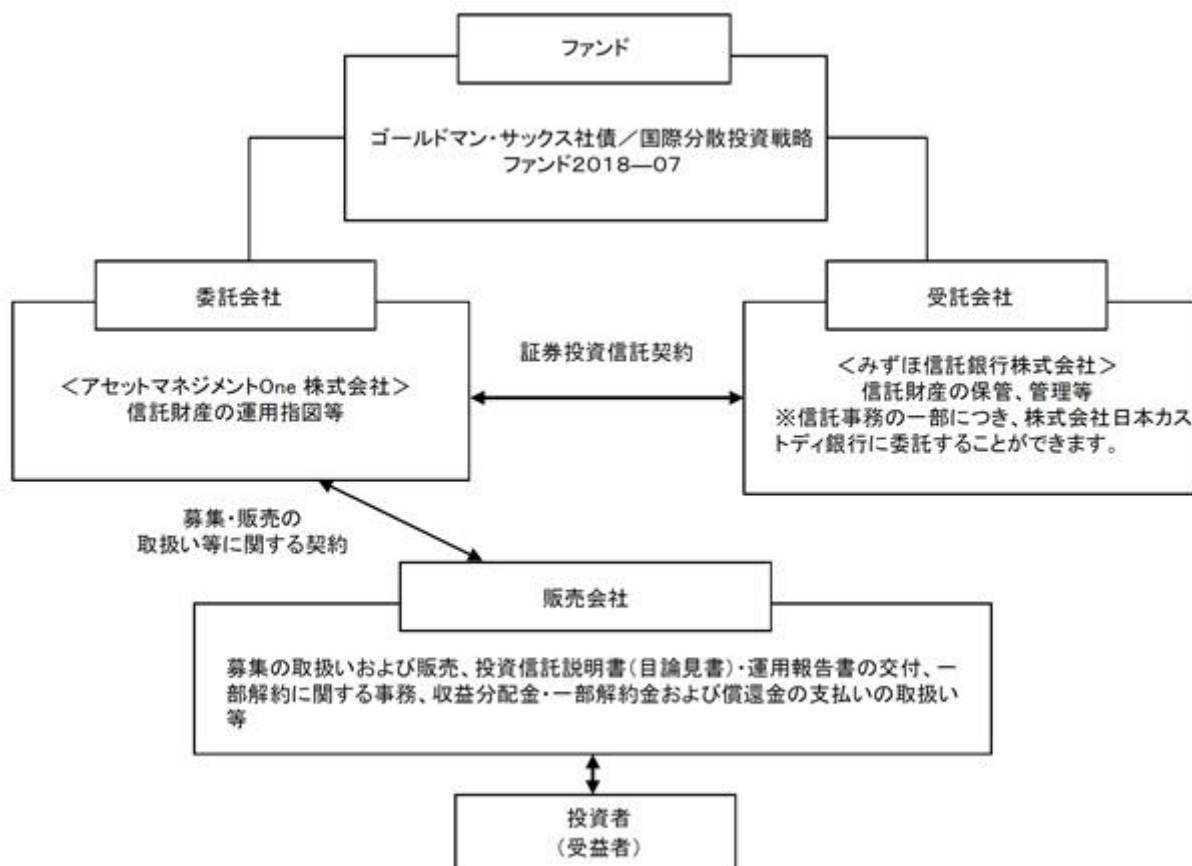 ファンド
ゴールドマン・サックス社債／国際分散投資戦略
ファンド2018―07
委託会社
＜アセットマネジメントOne 株式会社＞
信託財産の運用指図等
証券投資信託契約
受託会社
＜みずほ信託銀行株式会社＞
信託財産の保管、管理等
※信託事務の一部につき、株式会社日本カス
トディ銀行に委託することができます。
募集・販売の
取扱い等に関する契約
販売会社
募集の取扱いおよび販売、投資信託説明書（目論見書）・運用報告書の交付、一
部解約に関する事務、収益分配金・一部解約金および償還金の支払いの取扱い
等
投資者
（受益者）